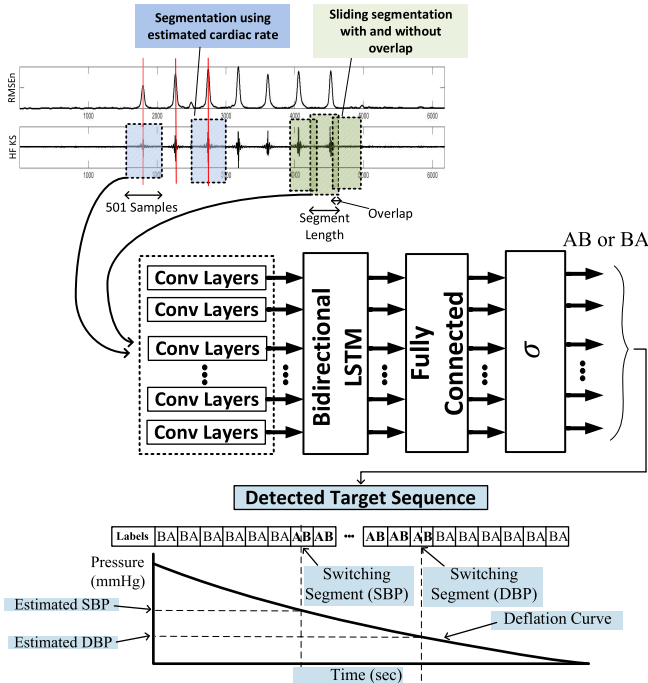 Segmentation using
estimated cardiac rate
Sliding segmentation
with and without
overlap
RMSEn
1000 2000 3000 4000 5000 6000
HF KS
1000 2000 3000 4000 5000 6000
501 Samples
Segment
Length
Overlap
AB or BA
Conv Layers
Conv Layers
Conv Layers
Conv Layers
Conv Layers
Bidirectional
LSTM
Fully
Connected
σ
Detected Target Sequence
Labels BA BA BA BA BA BA AB AB ••• AB AB AB BA BA BA BA BA BA
Pressure
(mmHg)
Switching
Segment (SBP)
Switching
Segment (DBP)
Estimated SBP
Deflation Curve
Estimated DBP
Time (sec)